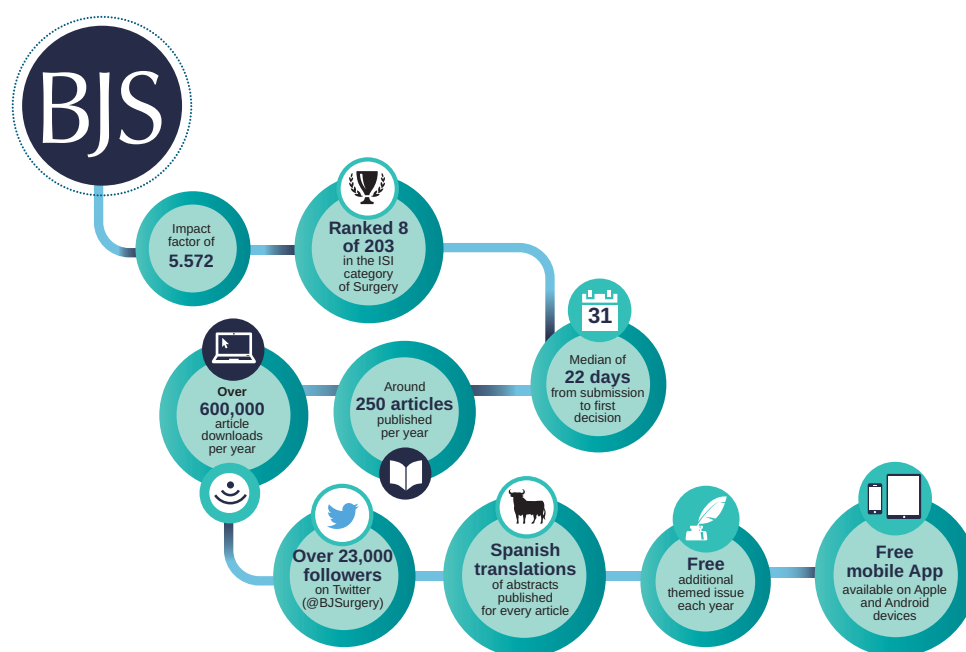 BJS
Impact
factor of
5.572
Ranked 8
of 203
in the ISI
category
of Surgery
31
Median of
22 days
from submission
to first
decision
Around
250 articles
published
per year
Over
600,000
article
downloads
per year
Over 23,000
followers
on Twitter
(@BJSurgery)
Spanish
translations
of abstracts
published
for every article
Free
additional
themed issue
each year
Free
mobile App
available on Apple
and Android
devices